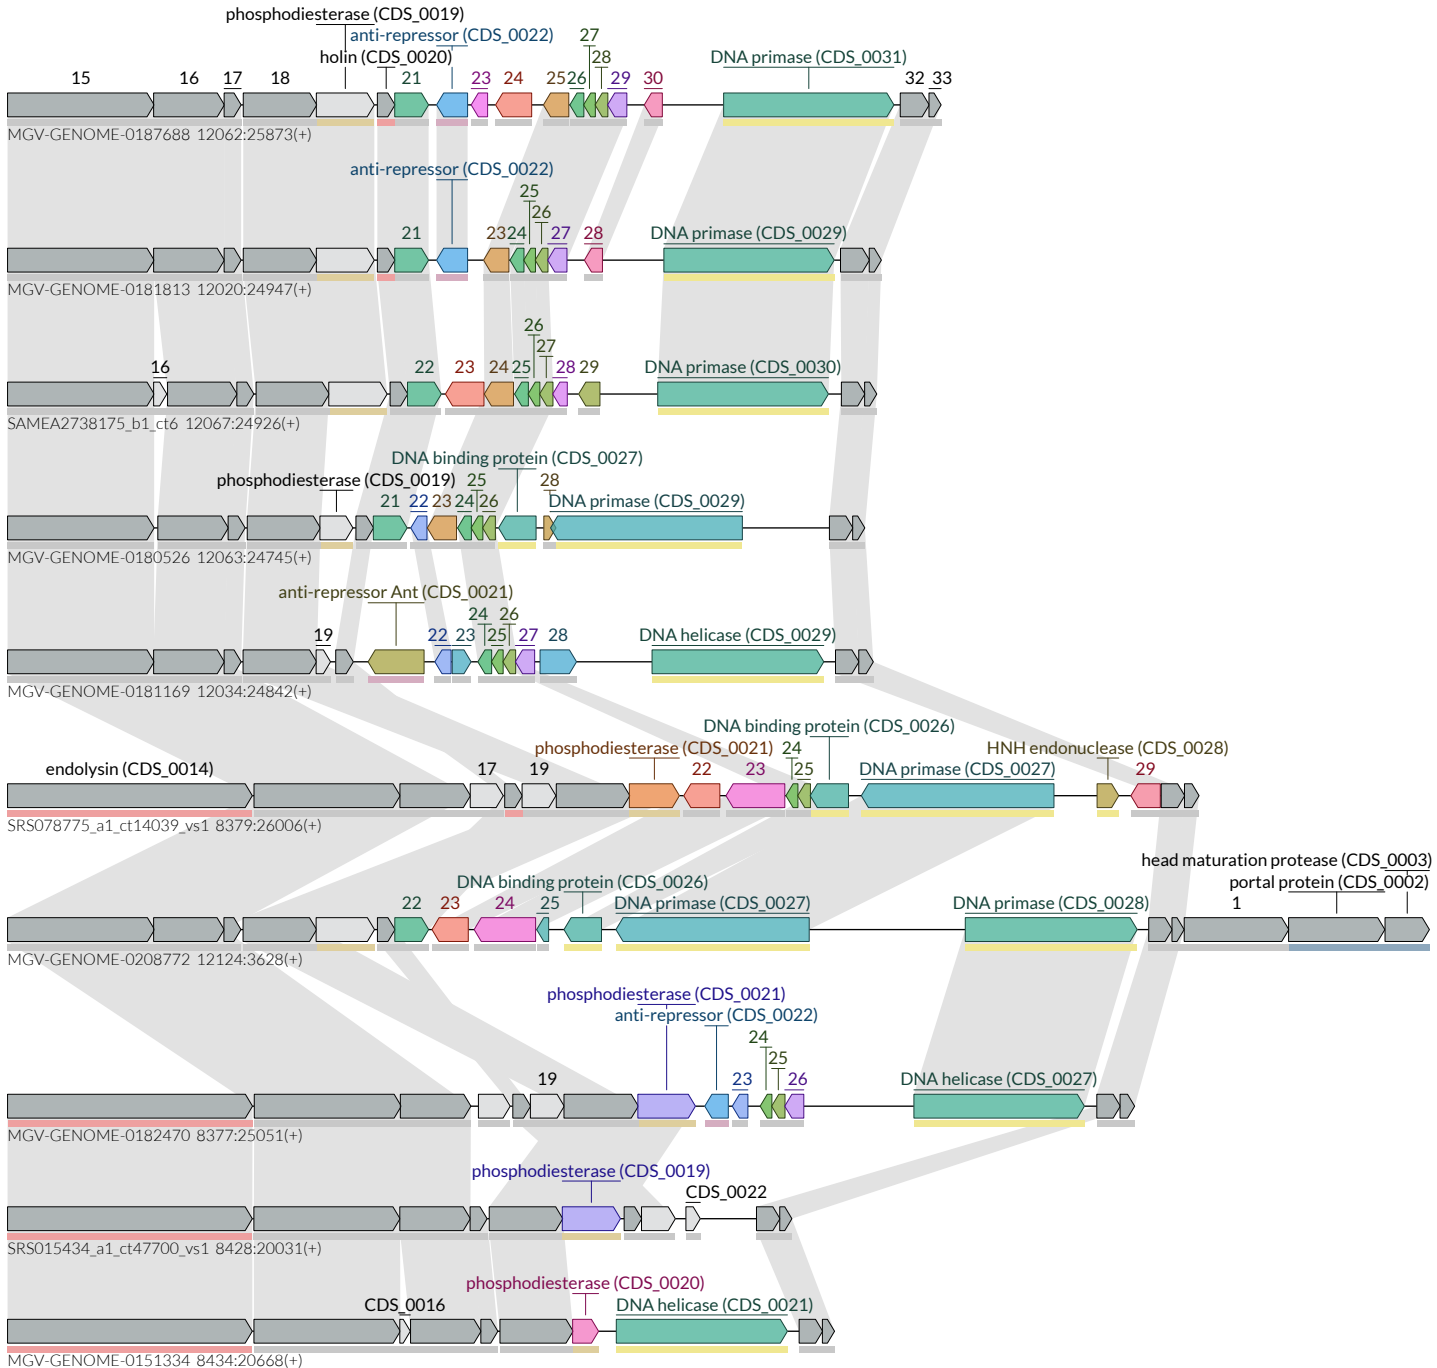 phosphodiesterase (CDS_0019)
anti-repressor (CDS_0022) 27
holin (CDS_0020) 28 DNA primase (CDS_0031)
15 16 17 18 21 23 24 25 26 29 30 32 33
MGV-GENOME-0187688 12062:25873(+)
anti-repressor (CDS_0022)
25
26
21 23 24 27 28 DNA primase (CDS_0029)
MGV-GENOME-0181813 12020:24947(+)
26
27
16 22 23 24 25 28 29 DNA primase (CDS_0030)
SAMEA2738175_b1_ct6 12067:24926(+)
DNA binding protein (CDS_0027)
phosphodiesterase (CDS_0019) 25 28
21 22 23 24 26 DNA primase (CDS_0029)
MGV-GENOME-0180526 12063:24745(+)
anti-repressor Ant (CDS_0021)
24 26
19 22 23 25 27 28 DNA helicase (CDS_0029)
MGV-GENOME-0181169 12034:24842(+)
DNA binding protein (CDS_0026)
phosphodiesterase (CDS_0021) 24 HNH endonuclease (CDS_0028)
endolysin (CDS_0014) 17 19 22 23 25 DNA primase (CDS_0027) 29
SRS078775_a1_ct14039_vs1 8379:26006(+)
head maturation protease (CDS_0003)
DNA binding protein (CDS_0026) portal protein (CDS_0002)
22 23 24 25 DNA primase (CDS_0027) DNA primase (CDS_0028) 1
MGV-GENOME-0208772 12124:3628(+)
phosphodiesterase (CDS_0021)
anti-repressor (CDS_0022)
24
25
19 23 26 DNA helicase (CDS_0027)
MGV-GENOME-0182470 8377:25051(+)
phosphodiesterase (CDS_0019)
CDS_0022
SRS015434_a1_ct47700_vs1 8428:20031(+)
phosphodiesterase (CDS_0020)
CDS_0016 DNA helicase (CDS_0021)
MGV-GENOME-0151334 8434:20668(+)